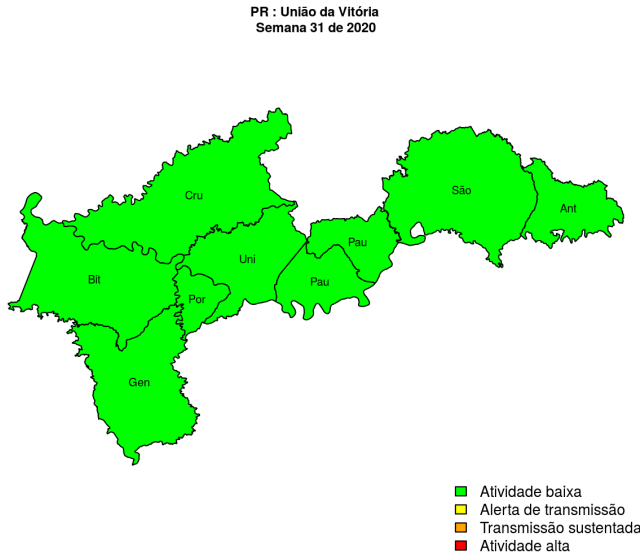 PR : União da Vitória
Semana 31 de 2020
Cru
São
Ant
Pau
Uni
Bit
Pau
Por
Gen
Atividade baixa
Alerta de transmissão
Transmissão sustentada
Atividade alta